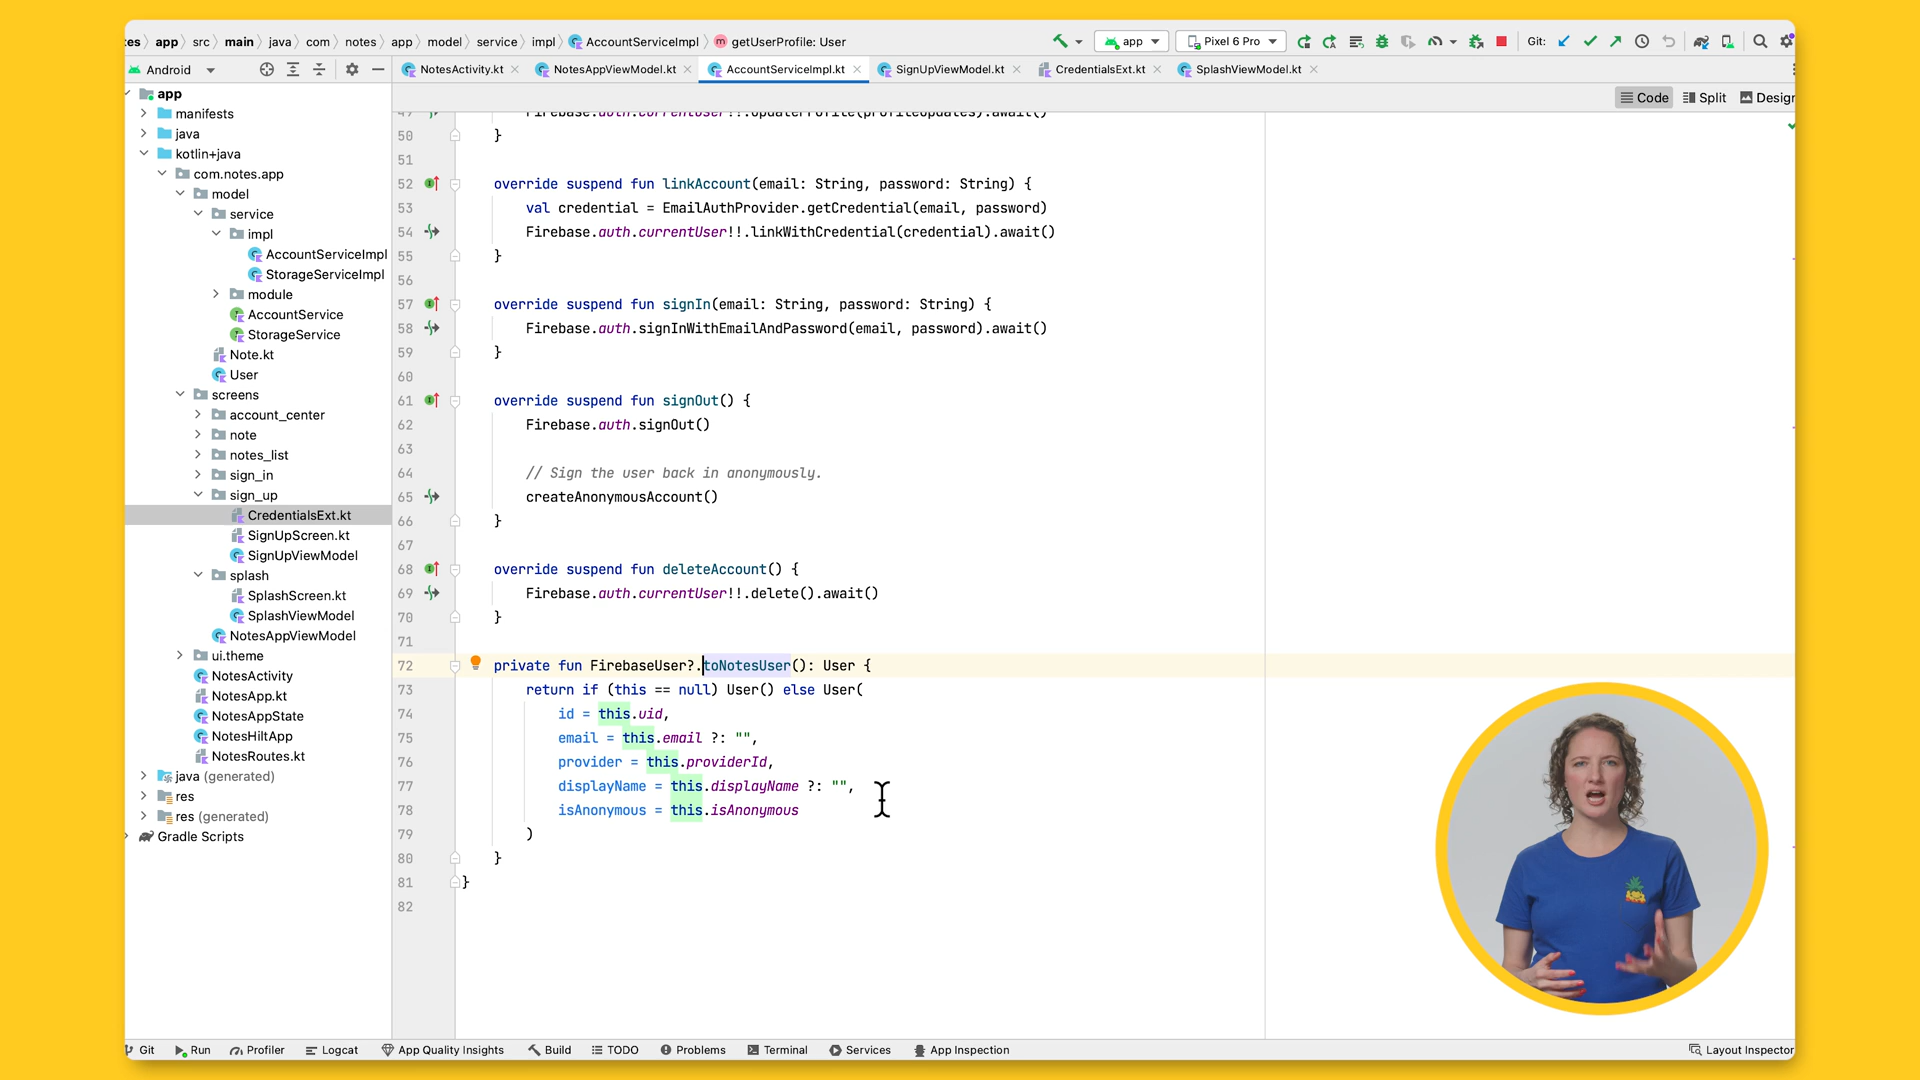 tes app src main java com notes app model service impl AccountServiceImpl getUserProfile: User
app Pixel 6 Pro Git:
Android
NotesActivity.kt NotesAppViewModel.kt AccountServiceImpl.kt SignUpViewModel.kt CredentialsExt.kt SplashViewModel.kt
Code Split Design
app
manifests
java
kotlin+java
com.notes.app
model
service
impl
AccountServiceImpl
StorageServiceImpl
module
AccountService
StorageService
Note.kt
User
screens
account_center
note
notes_list
sign_in
sign_up
CredentialsExt.kt
SignUpScreen.kt
SignUpViewModel
splash
SplashScreen.kt
SplashViewModel
NotesAppViewModel
ui.theme
NotesActivity
NotesApp.kt
NotesAppState
NotesHiltApp
NotesRoutes.kt
java (generated)
res
res (generated)
Gradle Scripts
49 Firebase.auth.currentUser!!.updateProfile(profileUpdates).await()
50 }
51
52 override suspend fun linkAccount(email: String, password: String) {
53 val credential = EmailAuthProvider.getCredential(email, password)
54 Firebase.auth.currentUser!!.linkWithCredential(credential).await()
55 }
56
57 override suspend fun signIn(email: String, password: String) {
58 Firebase.auth.signInWithEmailAndPassword(email, password).await()
59 }
60
61 override suspend fun signOut() {
62 Firebase.auth.signOut()
63
64 // Sign the user back in anonymously.
65 createAnonymousAccount()
66 }
67
68 override suspend fun deleteAccount() {
69 Firebase.auth.currentUser!!.delete().await()
70 }
71
72 private fun FirebaseUser?.toNotesUser(): User {
73 return if (this == null) User() else User(
74 id = this.uid,
75 email = this.email ?: "",
76 provider = this.providerId,
77 displayName = this.displayName ?: "",
78 isAnonymous = this.isAnonymous
79 )
80 }
81 }
82
Git Run Profiler Logcat App Quality Insights Build TODO Problems Terminal Services App Inspection Layout Inspector